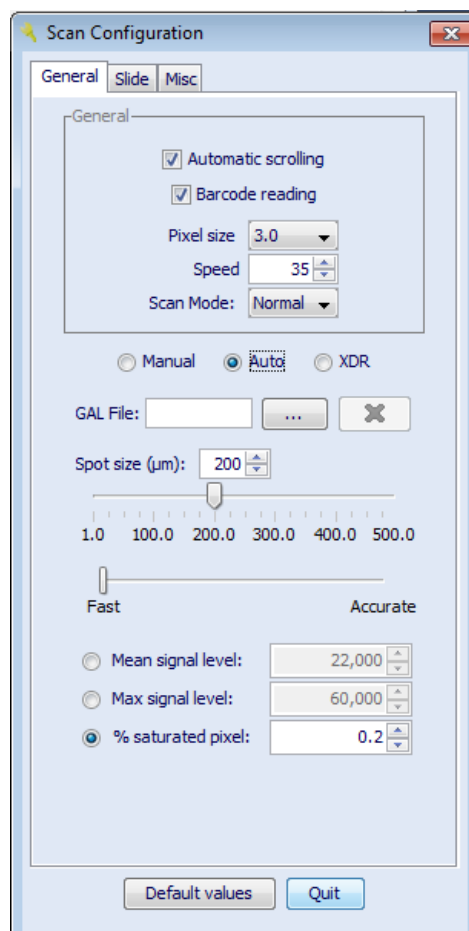 Scan Configuration
General Slide Misc
General
Automatic scrolling
Barcode reading
Pixel size 3.0
Speed 35
Scan Mode: Normal
Manual Auto XDR
GAL File: ...
Spot size (µm): 200
1.0 100.0 200.0 300.0 400.0 500.0
Fast Accurate
Mean signal level: 22,000
Max signal level: 60,000
% saturated pixel: 0.2
Default values Quit